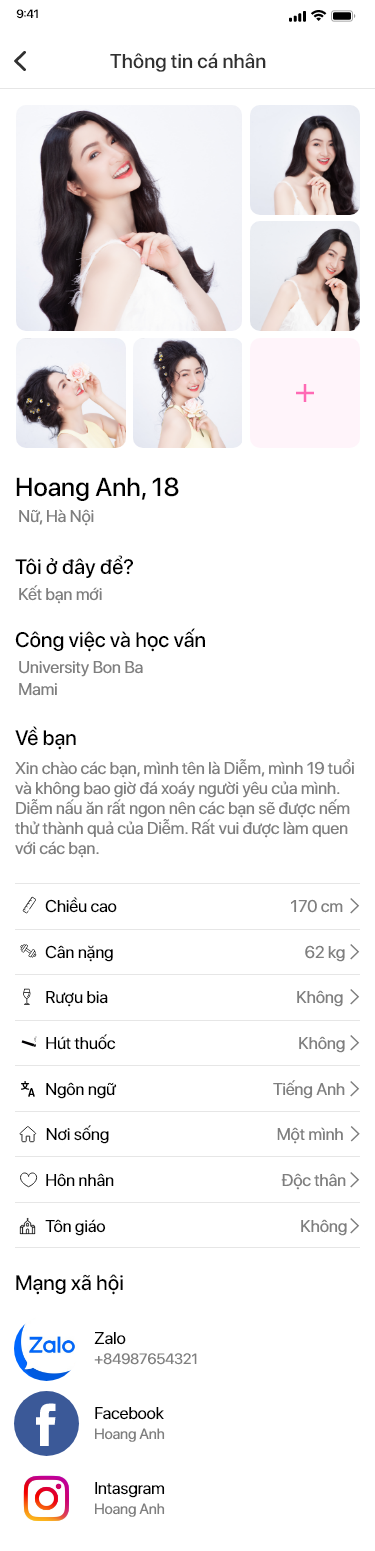 9:41
Thông tin cá nhân
Hoang Anh, 18
Nữ, Hà Nội
Tôi ở đây để?
Kết bạn mới
Công việc và học vấn
University Bon Ba
Mami
Về bạn
Xin chào các bạn, mình tên là Diễm, mình 19 tuổi
và không bao giờ đá xoáy người yêu của mình.
Diễm nấu ăn rất ngon nên các bạn sẽ được nếm
thử thành quả của Diễm. Rất vui được làm quen
với các bạn.
Chiều cao 170 cm
Cân nặng 62 kg
Rượu bia Không
Hút thuốc Không
Ngôn ngữ Tiếng Anh
Nơi sống Một mình
Hôn nhân Độc thân
Tôn giáo Không
Mạng xã hội
Zalo
Zalo
+84987654321
Facebook
Hoang Anh
Intasgram
Hoang Anh